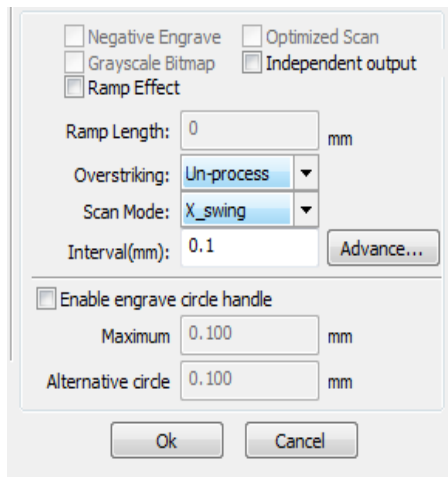 Negative Engrave Optimized Scan
Grayscale Bitmap Independent output
Ramp Effect
Ramp Length: 0 mm
Overstriking: Un-process
Scan Mode: X_swing
Interval(mm): 0.1 Advance...
Enable engrave circle handle
Maximum 0.100 mm
Alternative circle 0.100 mm
Ok Cancel